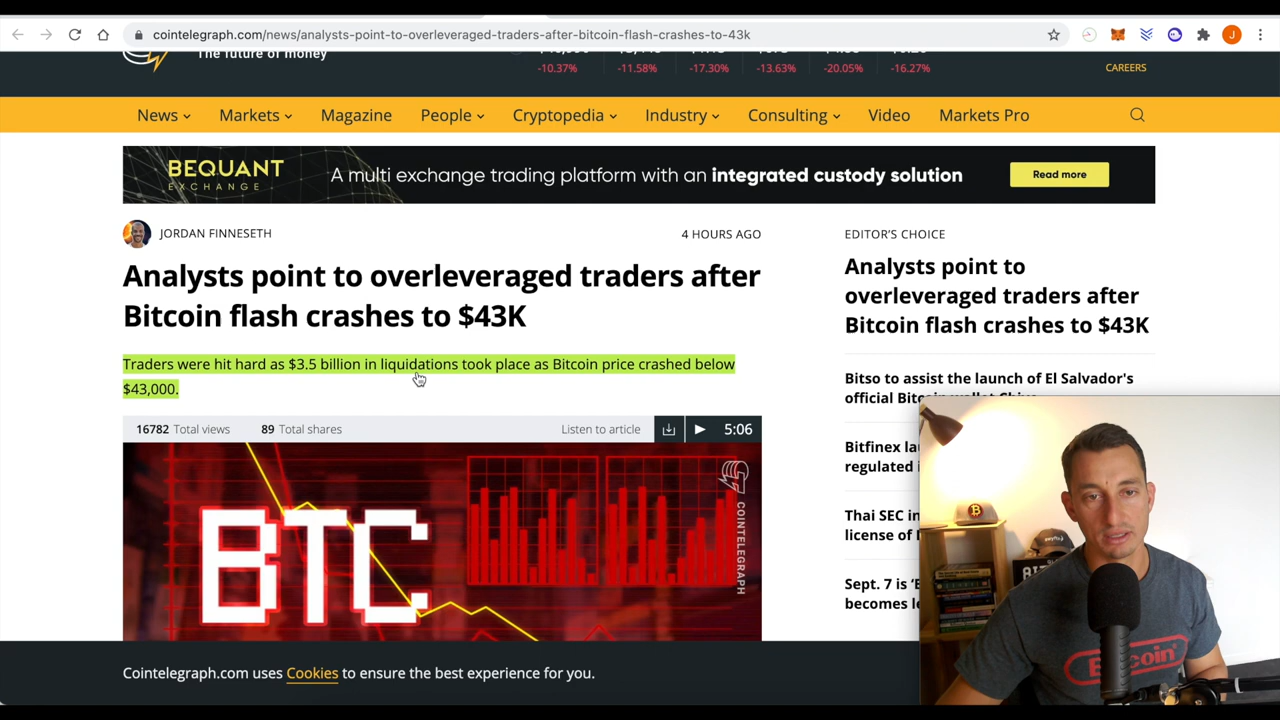 cointelegraph.com/news/analysts-point-to-overleveraged-traders-after-bitcoin-flash-crashes-to-43k
J
The future of money
-10.37% -11.58% -17.30% -13.63% -20.05% -16.27%
CAREERS
News Markets Magazine People Cryptopedia Industry Consulting Video Markets Pro
BEQUANT
EXCHANGE
A multi exchange trading platform with an integrated custody solution
Read more
JORDAN FINNESETH
4 HOURS AGO
Analysts point to overleveraged traders after
Bitcoin flash crashes to $43K
Traders were hit hard as $3.5 billion in liquidations took place as Bitcoin price crashed below
$43,000.
16782 Total views 89 Total shares Listen to article 5:06
BTC
COINTELEGRAPH
EDITOR'S CHOICE
Analysts point to
overleveraged traders after
Bitcoin flash crashes to $43K
Bitso to assist the launch of El Salvador's
official
Bitfinex
regulated
Thai SEC
license of
Sept. 7 is
becomes
Bitcoin
Cointelegraph.com uses Cookies to ensure the best experience for you.